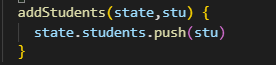 addStudents(state,stu) {
state.students.push(stu)
}